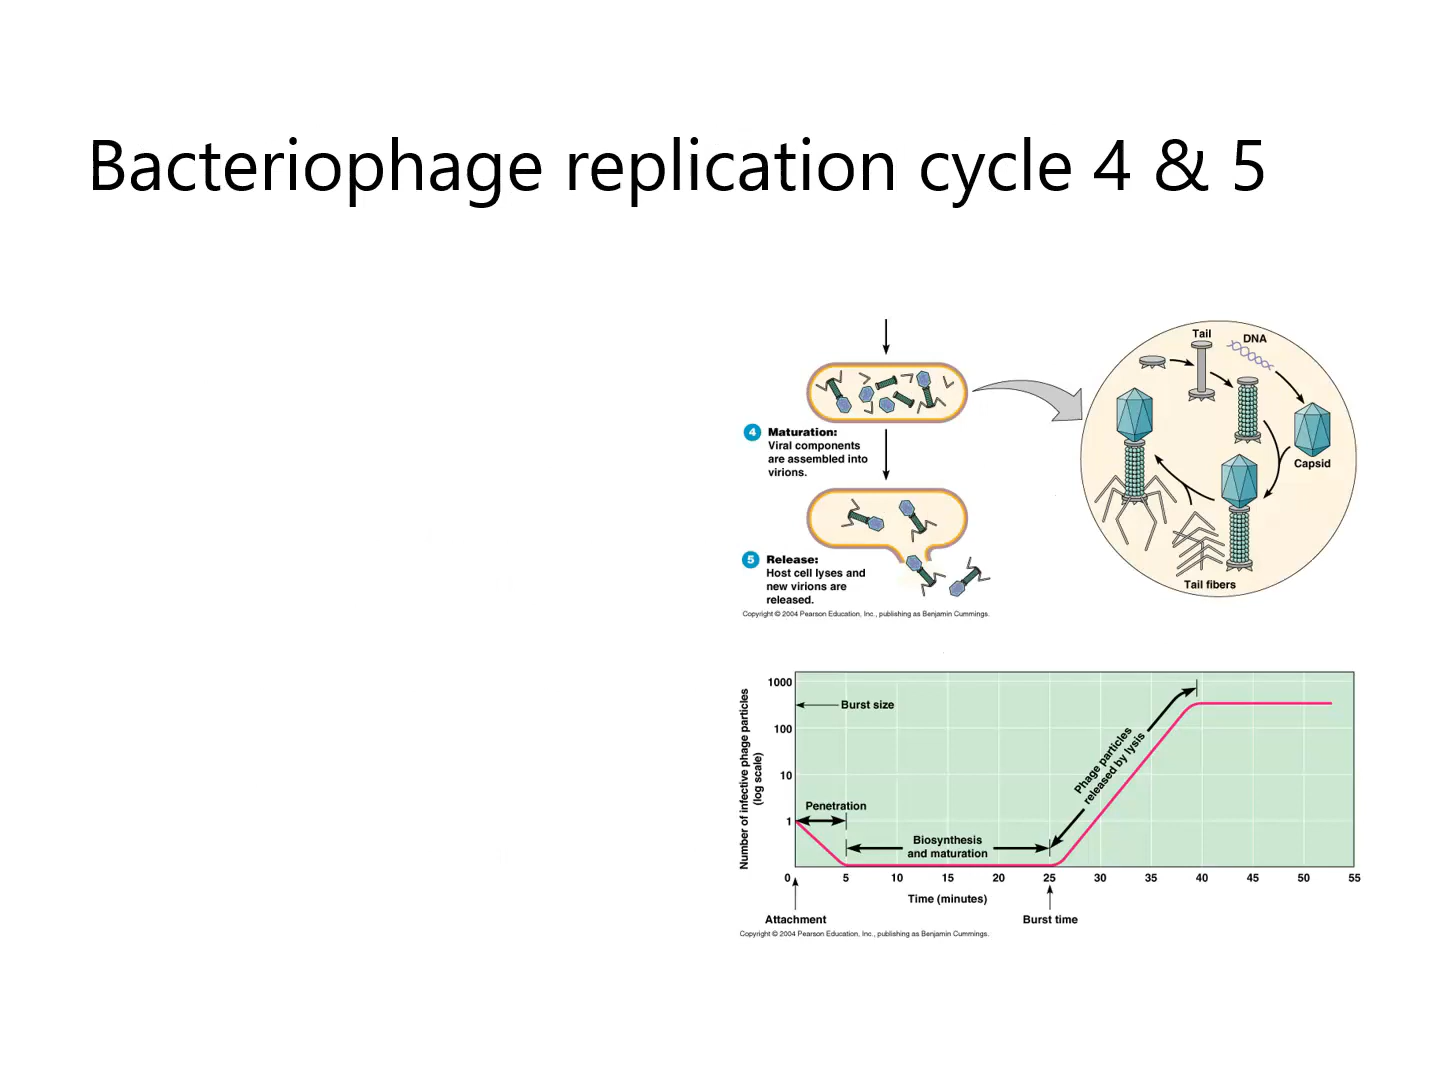 Bacteriophage replication cycle 4 & 5
Tail
DNA
Capsid
Tail fibers
4 Maturation:
Viral components
are assembled into
virions.
5 Release:
Host cell lyses and
new virions are
released.
Copyright © 2004 Pearson Education, Inc., publishing as Benjamin Cummings.
Number of infective phage particles
(log scale)
1000
100
10
1
0
Burst size
Penetration
Biosynthesis
and maturation
Phage particles
released by lysis
5 10 15 20 25 30 35 40 45 50 55
Time (minutes)
Attachment
Burst time
Copyright © 2004 Pearson Education, Inc., publishing as Benjamin Cummings.